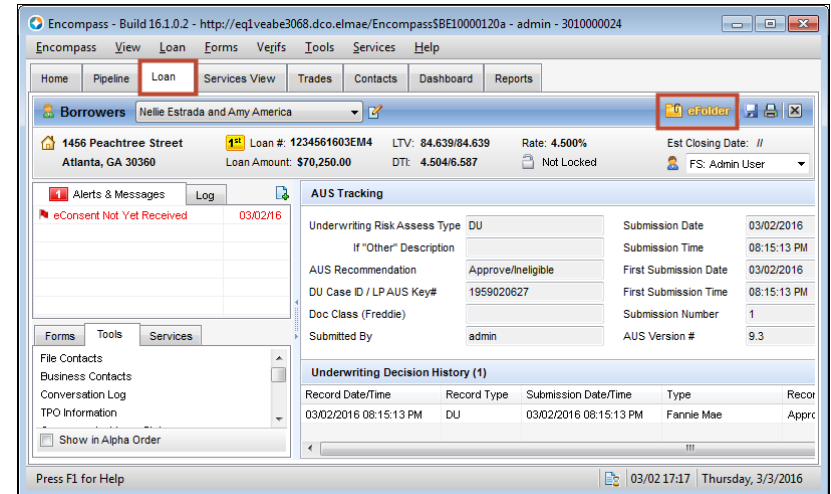 Encompass - Build 16.1.0.2 - http://eq1veabe3068.dco.elmae/Encompass$BE10000120a - admin - 3010000024
Encompass View Loan Forms Verifs Tools Services Help
Home Pipeline Loan Services View Trades Contacts Dashboard Reports
Borrowers Nellie Estrada and Amy America eFolder
1456 Peachtree Street 1st Loan #: 1234561603EM4 LTV: 84.639/84.639 Rate: 4.500% Est Closing Date: //
Atlanta, GA 30360 Loan Amount: $70,250.00 DTI: 4.504/6.587 Not Locked FS: Admin User
1 Alerts & Messages Log
eConsent Not Yet Received 03/02/16
AUS Tracking
Underwriting Risk Assess Type DU Submission Date 03/02/2016
If "Other" Description Submission Time 08:15:13 PM
AUS Recommendation Approve/Ineligible First Submission Date 03/02/2016
DU Case ID / LP AUS Key# 1959020627 First Submission Time 08:15:13 PM
Doc Class (Freddie) Submission Number 1
Submitted By admin AUS Version # 9.3
Forms Tools Services
File Contacts
Business Contacts
Conversation Log
TPO Information
Show in Alpha Order
Underwriting Decision History (1)
Record Date/Time Record Type Submission Date/Time Type Recor
03/02/2016 08:15:13 PM DU 03/02/2016 08:15:13 PM Fannie Mae Appro
Press F1 for Help 03/02 17:17 Thursday, 3/3/2016